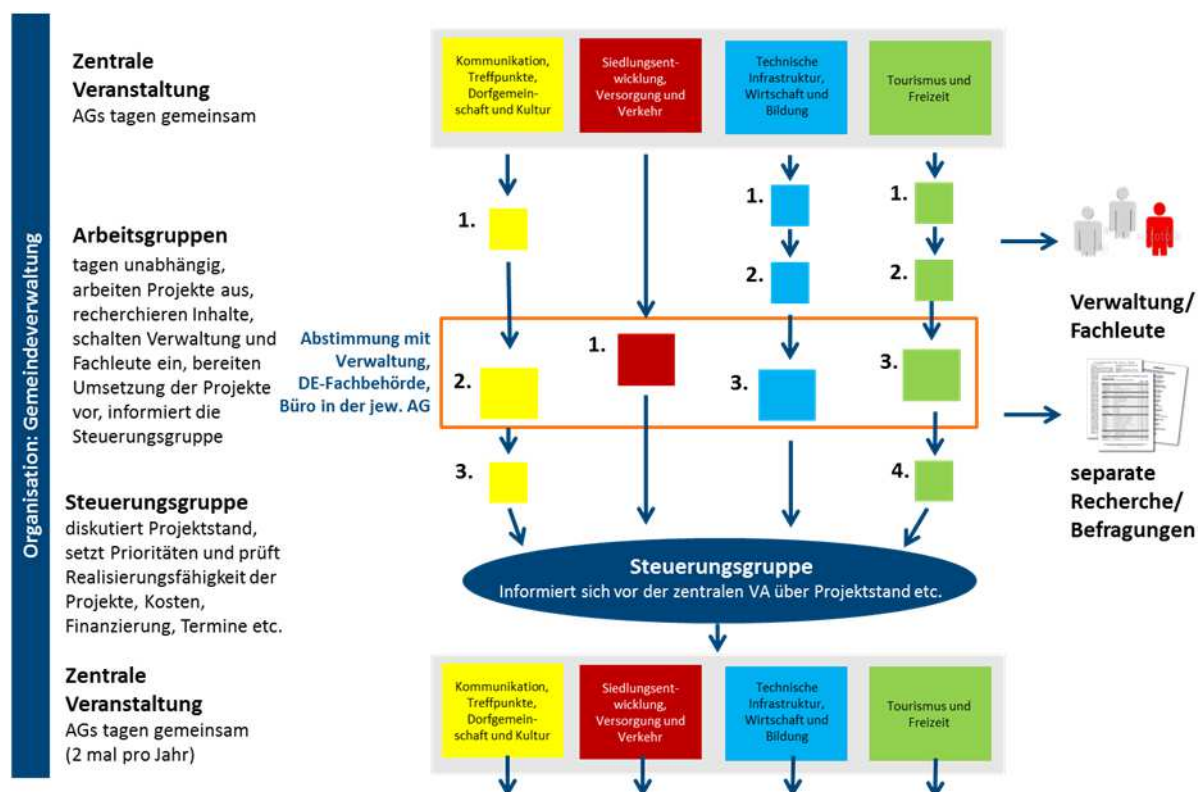 Organisation: Gemeindeverwaltung
Zentrale
Veranstaltung
AGs tagen gemeinsam
Kommunikation,
Treffpunkte,
Dorfgemein-
schaft und Kultur
Siedlungsent-
wicklung,
Versorgung und
Verkehr
Technische
Infrastruktur,
Wirtschaft und
Bildung
Tourismus und
Freizeit
Arbeitsgruppen
tagen unabhängig,
arbeiten Projekte aus,
recherchieren Inhalte,
schalten Verwaltung und
Fachleute ein, bereiten
Umsetzung der Projekte
vor, informiert die
Steuerungsgruppe
1.
1.
1.
2.
2.
Abstimmung mit
Verwaltung,
DE-Fachbehörde,
Büro in der jew. AG
2.
1.
3.
3.
3.
4.
Verwaltung/
Fachleute
separate
Recherche/
Befragungen
Steuerungsgruppe
diskutiert Projektstand,
setzt Prioritäten und prüft
Realisierungsfähigkeit der
Projekte, Kosten,
Finanzierung, Termine etc.
Steuerungsgruppe
Informiert sich vor der zentralen VA über Projektstand etc.
Zentrale
Veranstaltung
AGs tagen gemeinsam
(2 mal pro Jahr)
Kommunikation,
Treffpunkte,
Dorfgemein-
schaft und Kultur
Siedlungsent-
wicklung,
Versorgung und
Verkehr
Technische
Infrastruktur,
Wirtschaft und
Bildung
Tourismus und
Freizeit